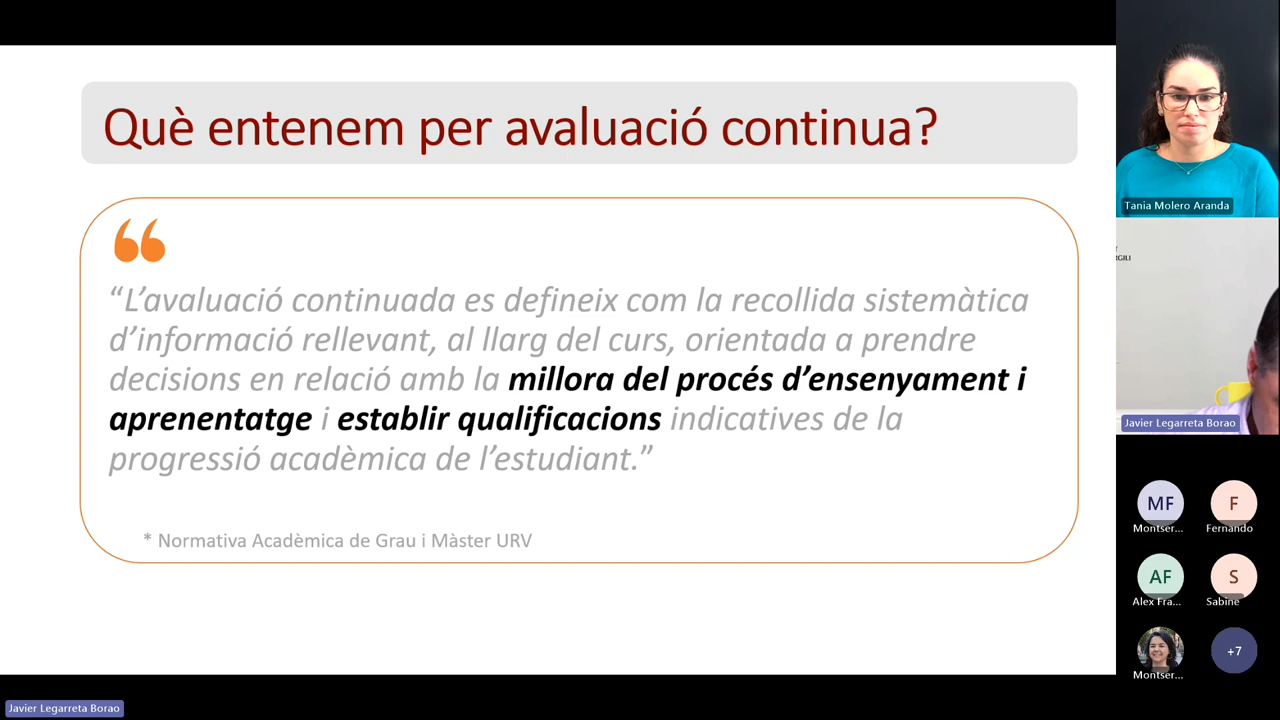 Què entenem per avaluació continua?
“L’avaluació continuada es defineix com la recollida sistemàtica
d’informació rellevant, al llarg del curs, orientada a prendre
decisions en relació amb la millora del procés d’ensenyament i
aprenentatge i establir qualificacions indicatives de la
progressió acadèmica de l’estudiant.”
* Normativa Acadèmica de Grau i Màster URV
Tania Molero Aranda
Javier Legarreta Borao
MF
F
Montser...
Fernando
AF
S
Alex Fra...
Sabine
+7
Montser...
Javier Legarreta Borao